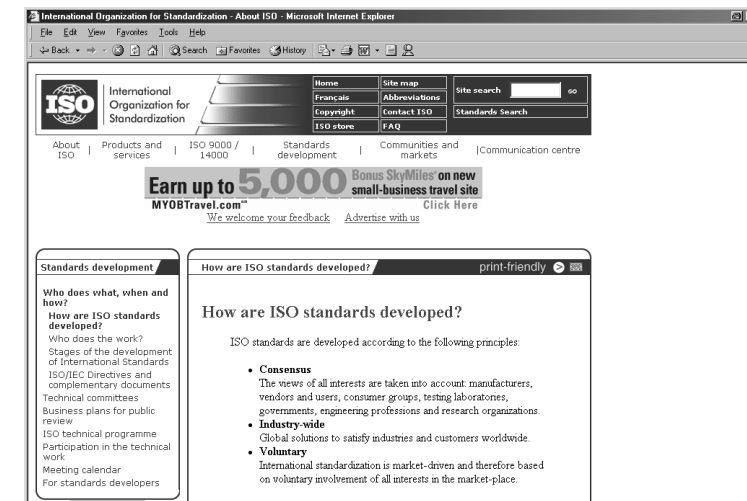 International Organization for Standardization - About ISO - Microsoft Internet Explorer
File Edit View Favorites Tools Help
Back Search Favorites History
ISO
International
Organization for
Standardization
Home Site map
Français Abbreviations
Copyright Contact ISO
ISO store FAQ
Site search GO
Standards Search
About
ISO
| Products and
services
| ISO 9000 /
14000
| Standards
development
| Communities and
markets
|Communication centre
Earn up to 5,000 Bonus SkyMiles® on new
small-business travel site
MYOBTravel.com℠ Click Here
We welcome your feedback Advertise with us
Standards development
Who does what, when and
how?
How are ISO standards
developed?
Who does the work?
Stages of the development
of International Standards
ISO/IEC Directives and
complementary documents
Technical committees
Business plans for public
review
ISO technical programme
Participation in the technical
work
Meeting calendar
For standards developers
How are ISO standards developed? print-friendly
How are ISO standards developed?
ISO standards are developed according to the following principles:
• Consensus
The views of all interests are taken into account: manufacturers,
vendors and users, consumer groups, testing laboratories,
governments, engineering professions and research organizations.
• Industry-wide
Global solutions to satisfy industries and customers worldwide.
• Voluntary
International standardization is market-driven and therefore based
on voluntary involvement of all interests in the market-place.